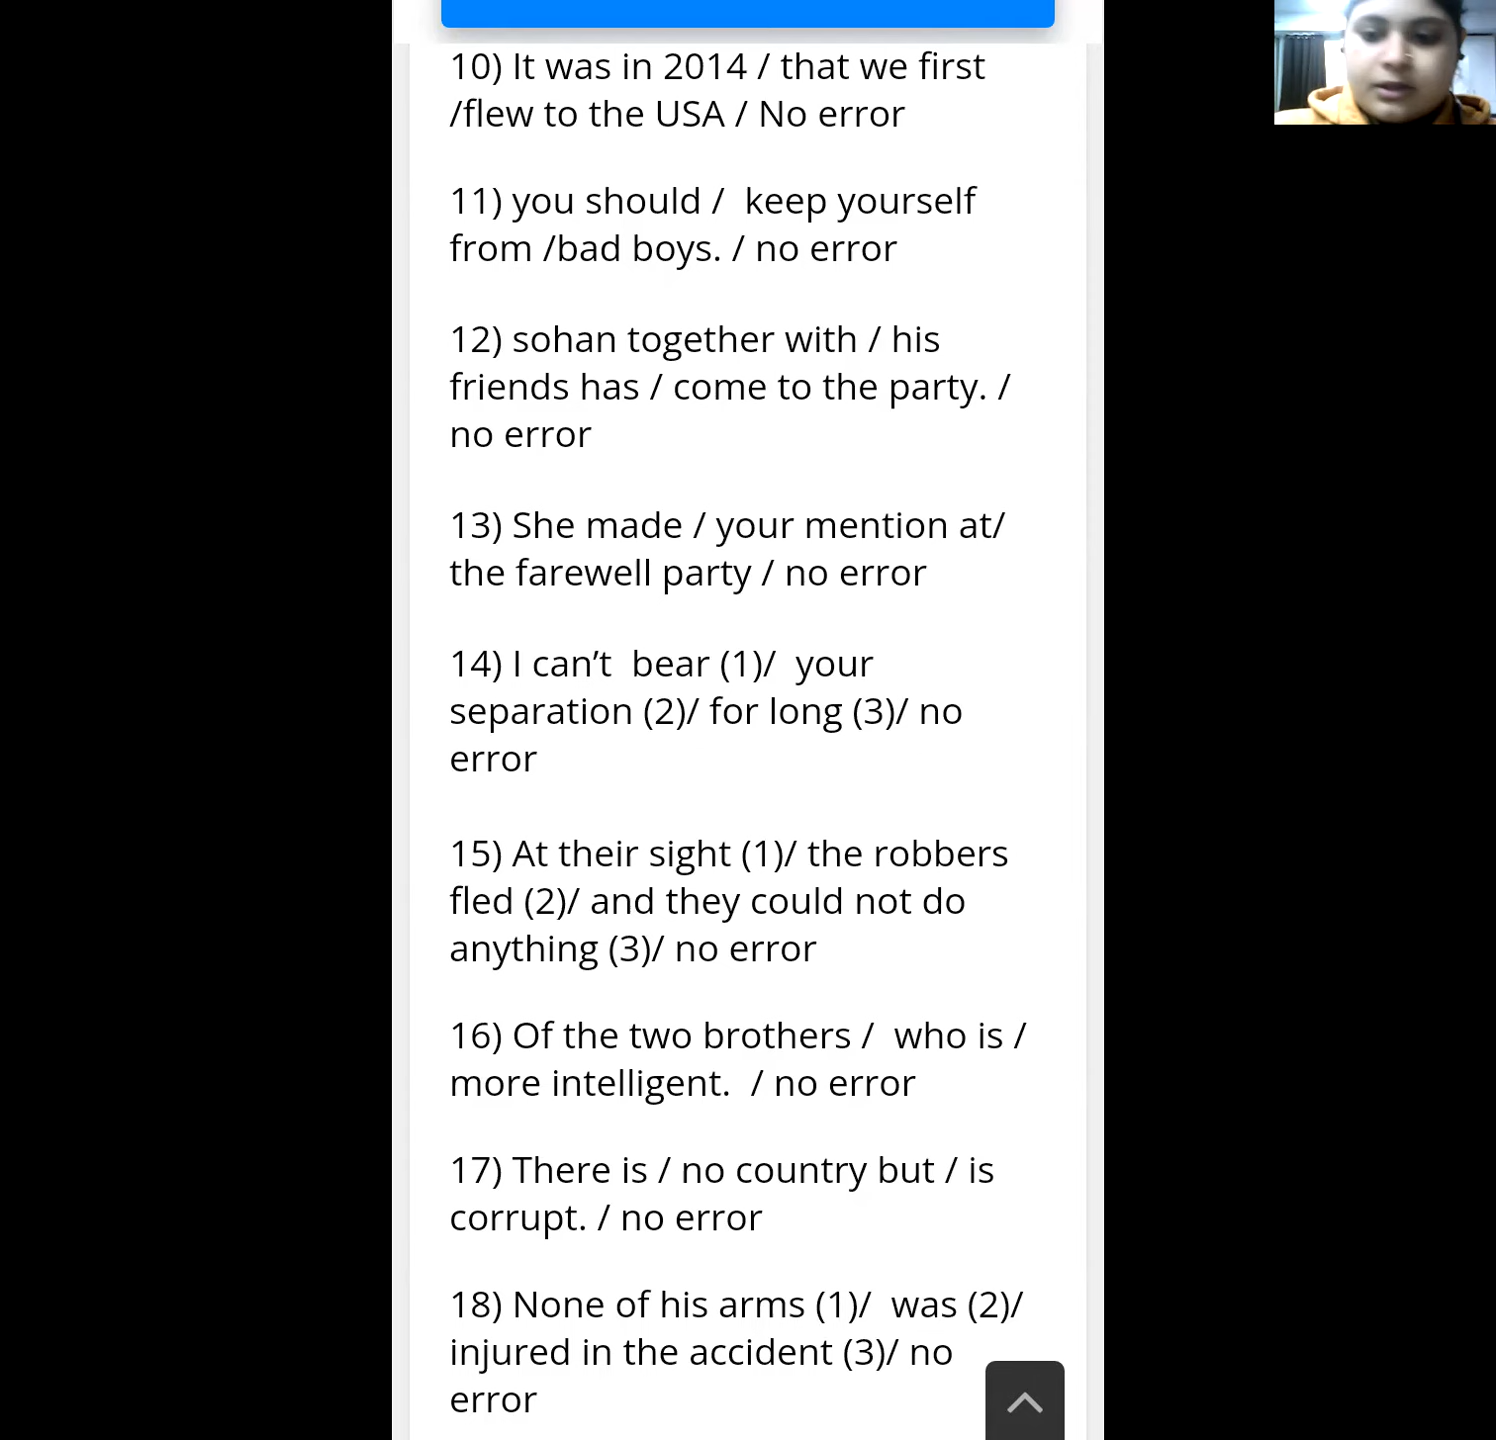 10) It was in 2014 / that we first
/flew to the USA / No error
11) you should /  keep yourself
from /bad boys. / no error
12) sohan together with / his
friends has / come to the party. /
no error
13) She made / your mention at/
the farewell party / no error
14) I can’t  bear (1)/  your
separation (2)/ for long (3)/ no
error
15) At their sight (1)/ the robbers
fled (2)/ and they could not do
anything (3)/ no error
16) Of the two brothers /  who is /
more intelligent.  / no error
17) There is / no country but / is
corrupt. / no error
18) None of his arms (1)/  was (2)/
injured in the accident (3)/ no
error